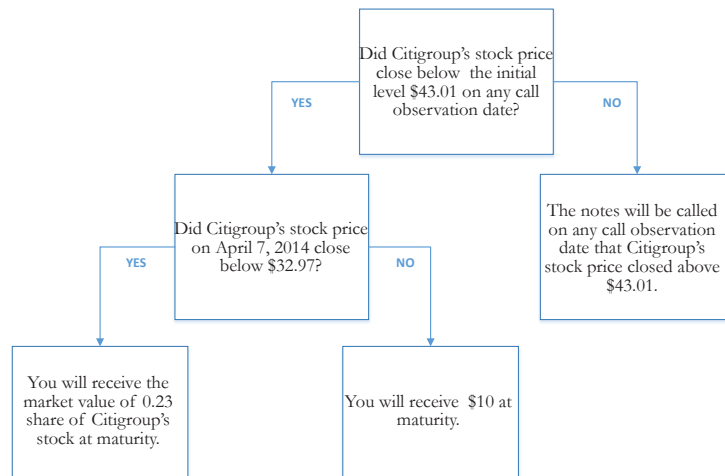 Did Citigroup's stock price
close below the initial
level $43.01 on any call
observation date?
YES
NO
Did Citigroup's stock price
on April 7, 2014 close
below $32.97?
The notes will be called
on any call observation
date that Citigroup's
stock price closed above
$43.01.
YES
NO
You will receive the
market value of 0.23
share of Citigroup's
stock at maturity.
You will receive $10 at
maturity.